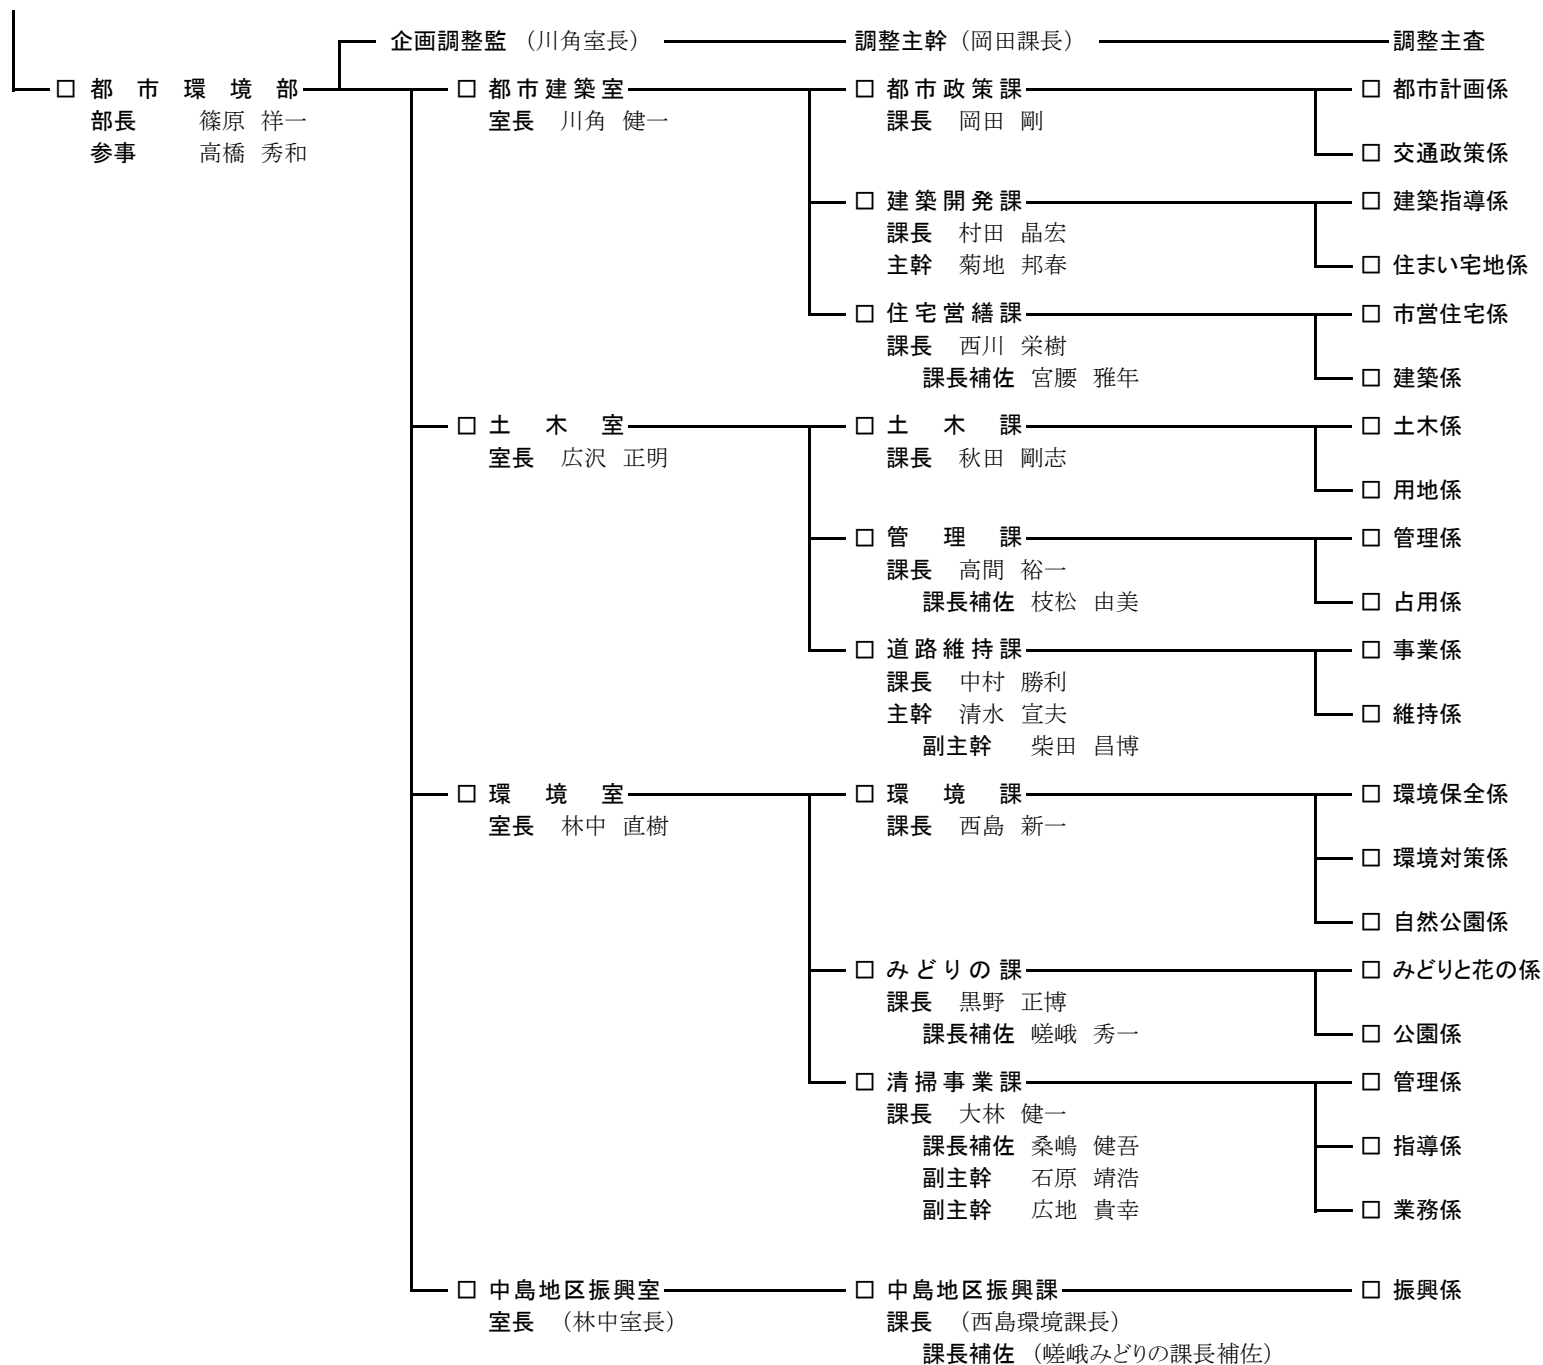 企画調整監（川角室長） 調整主幹（岡田課長） 調整主査
□ 都市環境部 □ 都市建築室 □ 都市政策課 □ 都市計画係
部長 篠原 祥一 室長 川角 健一 課長 岡田 剛
参事 高橋 秀和 □ 交通政策係
□ 建築開発課 □ 建築指導係
課長 村田 晶宏
主幹 菊地 邦春 □ 住まい宅地係
□ 住宅営繕課 □ 市営住宅係
課長 西川 栄樹
課長補佐 宮腰 雅年 □ 建築係
□ 土木室 □ 土木課 □ 土木係
室長 広沢 正明 課長 秋田 剛志
□ 用地係
□ 管理課 □ 管理係
課長 高間 裕一
課長補佐 枝松 由美 □ 占用係
□ 道路維持課 □ 事業係
課長 中村 勝利
主幹 清水 宣夫 □ 維持係
副主幹 柴田 昌博
□ 環境室 □ 環境課 □ 環境保全係
室長 林中 直樹 課長 西島 新一
□ 環境対策係
□ 自然公園係
□ みどりの課 □ みどりと花の係
課長 黒野 正博
課長補佐 嵯峨 秀一 □ 公園係
□ 清掃事業課 □ 管理係
課長 大林 健一
課長補佐 桑嶋 健吾 □ 指導係
副主幹 石原 靖浩
副主幹 広地 貴幸 □ 業務係
□ 中島地区振興室 □ 中島地区振興課 □ 振興係
室長 （林中室長） 課長 （西島環境課長）
課長補佐 （嵯峨みどりの課長補佐）